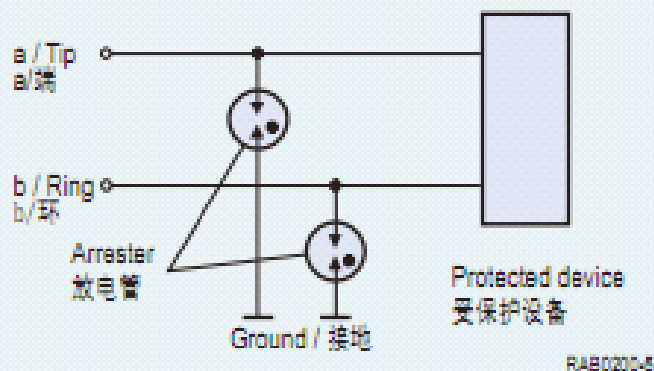 a / Tip
a/端
b / Ring
b/环
Arrester
放电管
Ground / 接地
Protected device
受保护设备
RAB0200-6